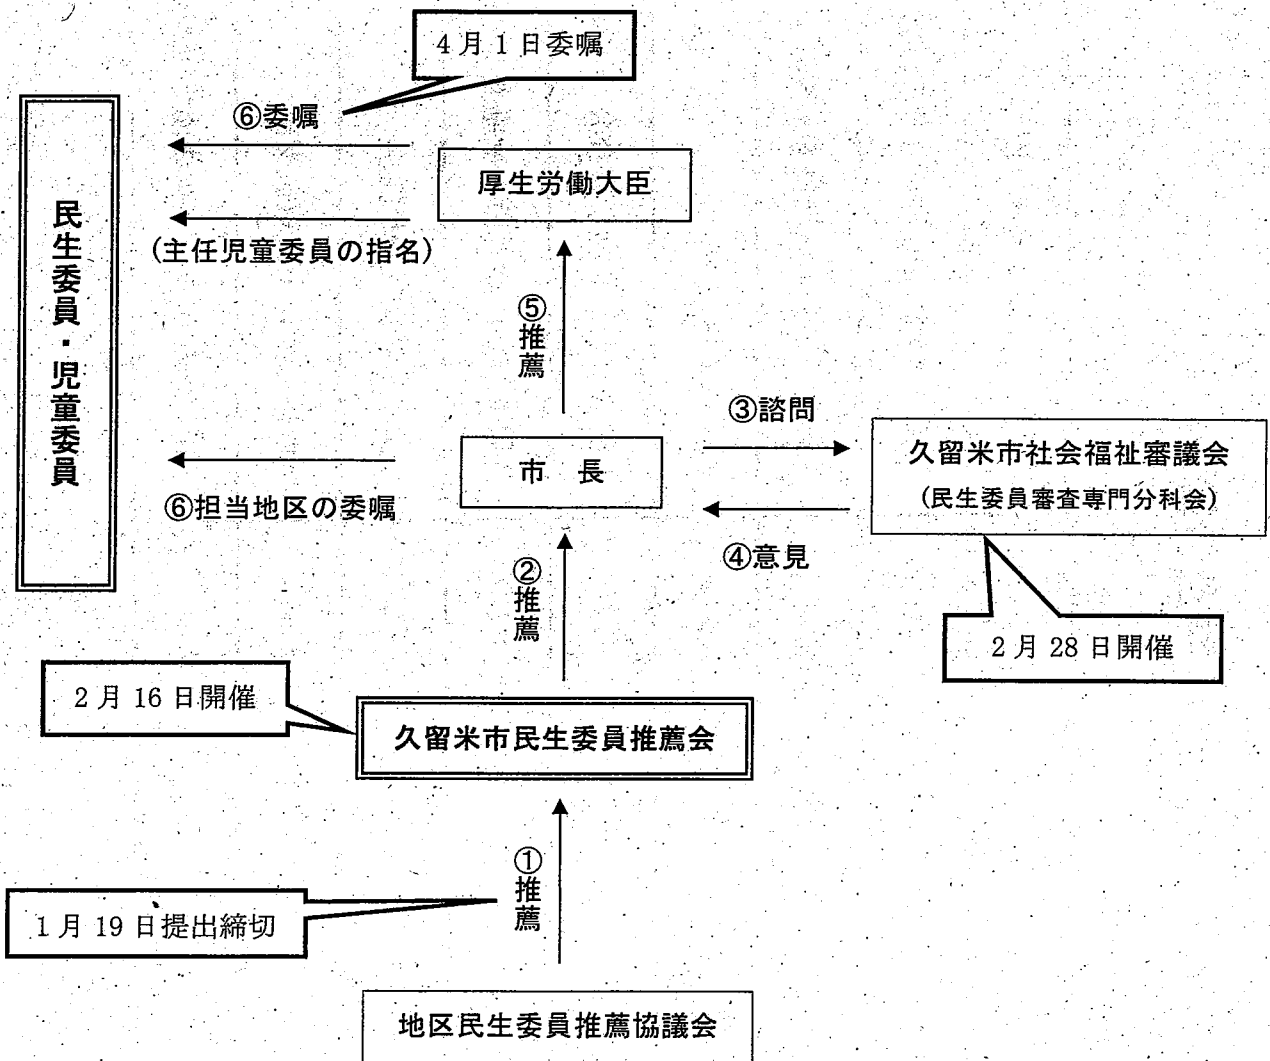 4月1日委嘱
⑥委嘱
厚生労働大臣
(主任児童委員の指名)
民生委員・児童委員
⑤推薦
③諮問
市 長
久留米市社会福祉審議会
(民生委員審査専門分科会)
⑥担当地区の委嘱
④意見
②推薦
2月28日開催
2月16日開催
久留米市民生委員推薦会
①推薦
1月19日提出締切
地区民生委員推薦協議会